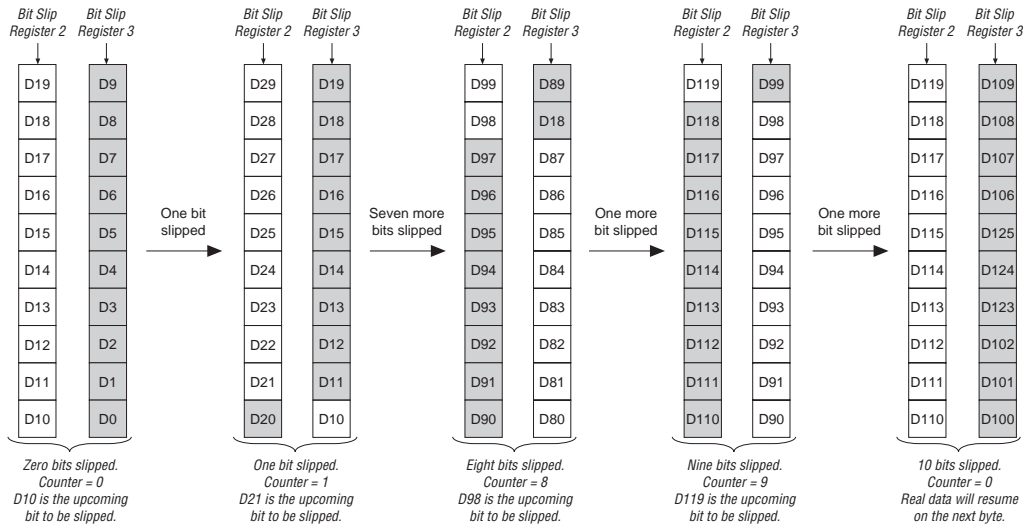 Bit Slip Register 2
Bit Slip Register 3
D19 D9
D18 D8
D17 D7
D16 D6
D15 D5
D14 D4
D13 D3
D12 D2
D11 D1
D10 D0
Zero bits slipped.
Counter = 0
D10 is the upcoming
bit to be slipped.
One bit
slipped
Bit Slip Register 2
Bit Slip Register 3
D29 D19
D28 D18
D27 D17
D26 D16
D25 D15
D24 D14
D23 D13
D22 D12
D21 D11
D20 D10
One bit slipped.
Counter = 1
D21 is the upcoming
bit to be slipped.
Seven more
bits slipped
Bit Slip Register 2
Bit Slip Register 3
D99 D89
D98 D18
D97 D87
D96 D86
D95 D85
D94 D84
D93 D83
D92 D82
D91 D81
D90 D80
Eight bits slipped.
Counter = 8
D98 is the upcoming
bit to be slipped.
One more
bit slipped
Bit Slip Register 2
Bit Slip Register 3
D119 D99
D118 D98
D117 D97
D116 D96
D115 D95
D114 D94
D113 D93
D112 D92
D111 D91
D110 D90
Nine bits slipped.
Counter = 9
D119 is the upcoming
bit to be slipped.
One more
bit slipped
Bit Slip Register 2
Bit Slip Register 3
D119 D109
D118 D108
D117 D107
D116 D106
D115 D125
D114 D124
D113 D123
D112 D102
D111 D101
D110 D100
10 bits slipped.
Counter = 0
Real data will resume
on the next byte.